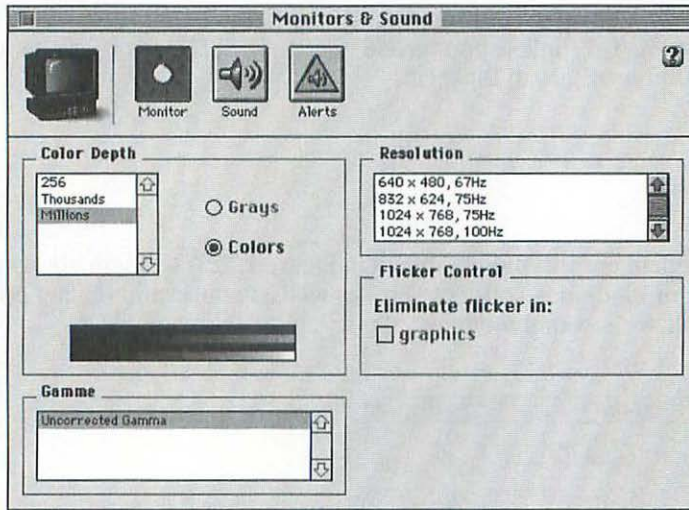 Monitors & Sound
Monitor
Sound
Alerts
Color Depth
256
Thousands
Millions
Grays
Colors
Resolution
640 x 480, 67Hz
832 x 624, 75Hz
1024 x 768, 75Hz
1024 x 768, 100Hz
Flicker Control
Eliminate flicker in:
graphics
Gamme
Uncorrected Gamma